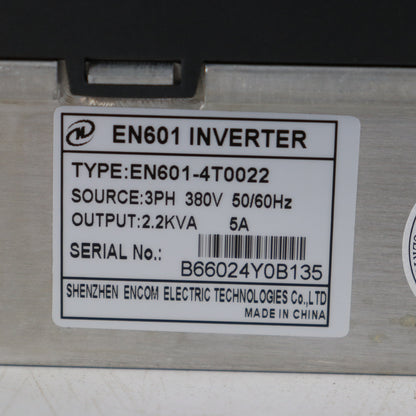 EN601 INVERTER
TYPE:EN601-4T0022
SOURCE:3PH 380V 50/60Hz
OUTPUT:2.2KVA 5A
SERIAL No.:
B66024Y0B135
SHENZHEN ENCOM ELECTRIC TECHNOLOGIES Co.,LTD
MADE IN CHINA